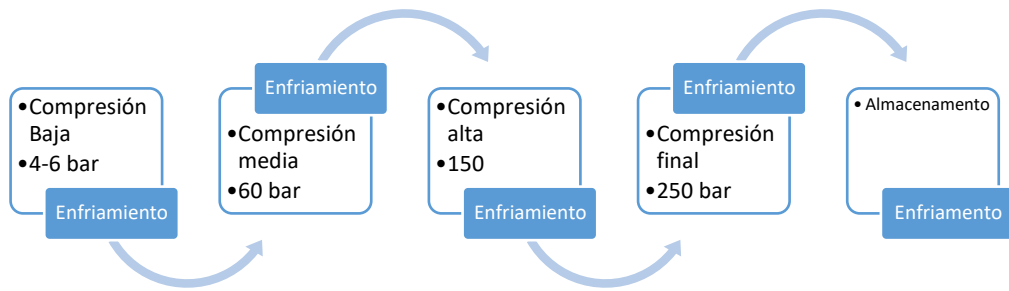 •Compresión
Baja
•4-6 bar
Enfriamiento
Enfriamiento
•Compresión
media
•60 bar
•Compresión
alta
•150
Enfriamiento
Enfriamiento
•Compresión
final
•250 bar
• Almacenamento
Enfriamento